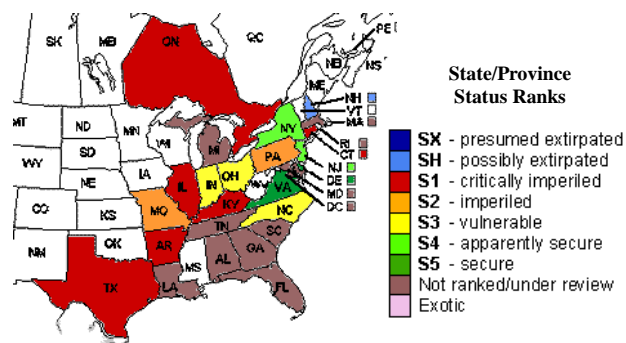 SK
MB
ON
QC
PE
NB
NS
ME
NH
VT
MA
MT
ND
MN
SD
WI
MI
NY
RI
CT
WY
IA
PA
NJ
NE
IL
IN
OH
DE
CO
KS
MO
KY
WV
VA
MD
DC
NC
TN
OK
AR
SC
NM
MS
AL
GA
TX
LA
FL
State/Province
Status Ranks
SX - presumed extirpated
SH - possibly extirpated
S1 - critically imperiled
S2 - imperiled
S3 - vulnerable
S4 - apparently secure
S5 - secure
Not ranked/under review
Exotic